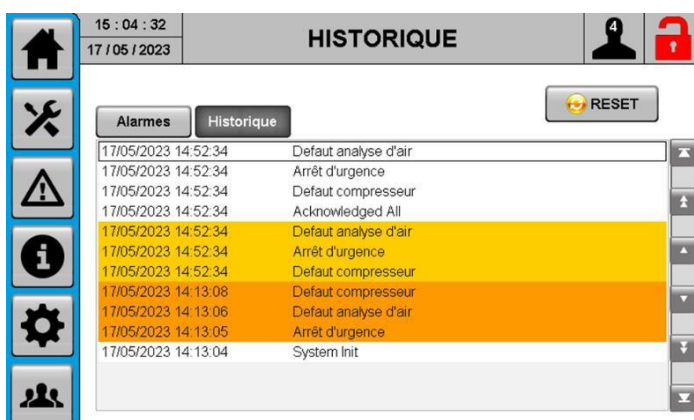 15 : 04 : 32
17 / 05 / 2023
HISTORIQUE
4
RESET
Alarmes
Historique
17/05/2023 14:52:34 Defaut analyse d'air
17/05/2023 14:52:34 Arrêt d'urgence
17/05/2023 14:52:34 Defaut compresseur
17/05/2023 14:52:34 Acknowledged All
17/05/2023 14:52:34 Defaut analyse d'air
17/05/2023 14:52:34 Arrêt d'urgence
17/05/2023 14:52:34 Defaut compresseur
17/05/2023 14:13:08 Defaut compresseur
17/05/2023 14:13:06 Defaut analyse d'air
17/05/2023 14:13:05 Arrêt d'urgence
17/05/2023 14:13:04 System Init